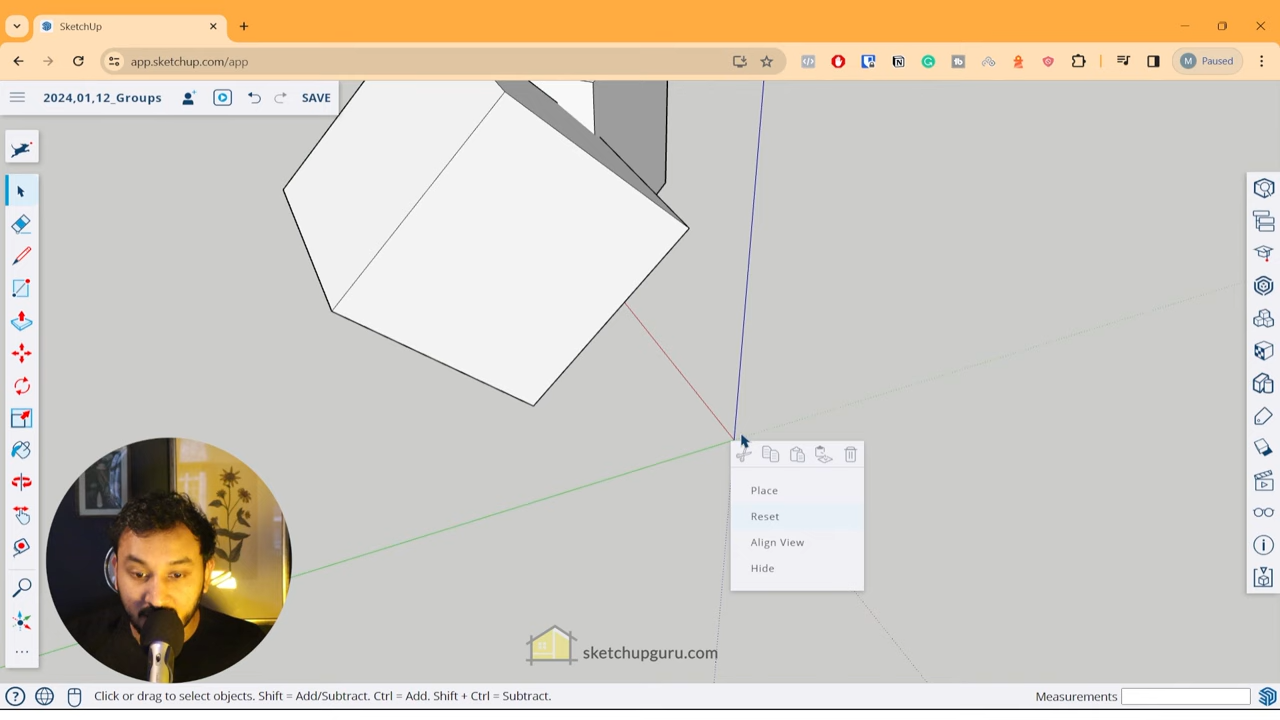 SketchUp
app.sketchup.com/app
M Paused
2024,01,12_Groups
SAVE
Place
Reset
Align View
Hide
sketchupguru.com
Click or drag to select objects. Shift = Add/Subtract. Ctrl = Add. Shift + Ctrl = Subtract.
Measurements